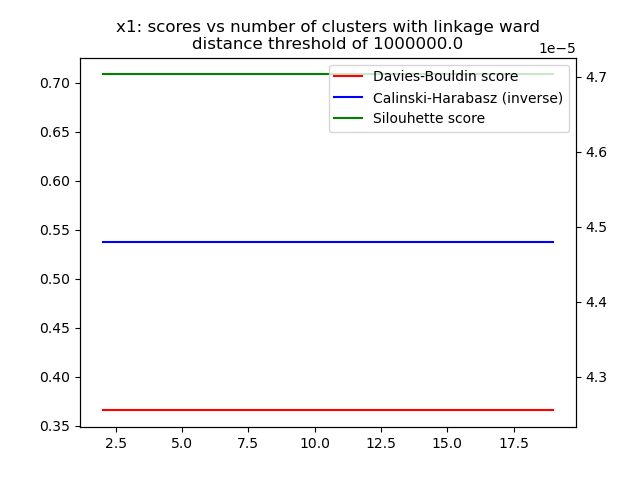 x1: scores vs number of clusters with linkage ward
distance threshold of 1000000.0
1e−5
Davies-Bouldin score
Calinski-Harabasz (inverse)
Silouhette score
0.70
0.65
0.60
0.55
0.50
0.45
0.40
0.35
4.7
4.6
4.5
4.4
4.3
2.5 5.0 7.5 10.0 12.5 15.0 17.5